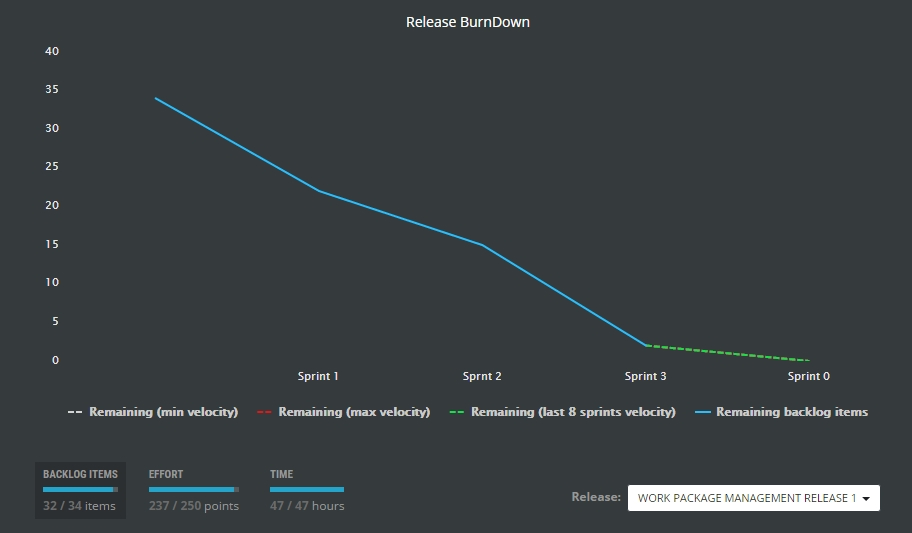 Release BurnDown
40
35
30
25
20
15
10
5
0
Sprint 1
Sprnt 2
Sprint 3
Sprint 0
Remaining (min velocity)
Remaining (max velocity)
Remaining (last 8 sprints velocity)
Remaining backlog items
BACKLOG ITEMS
32 / 34 items
EFFORT
237 / 250 points
TIME
47 / 47 hours
Release:
WORK PACKAGE MANAGEMENT RELEASE 1